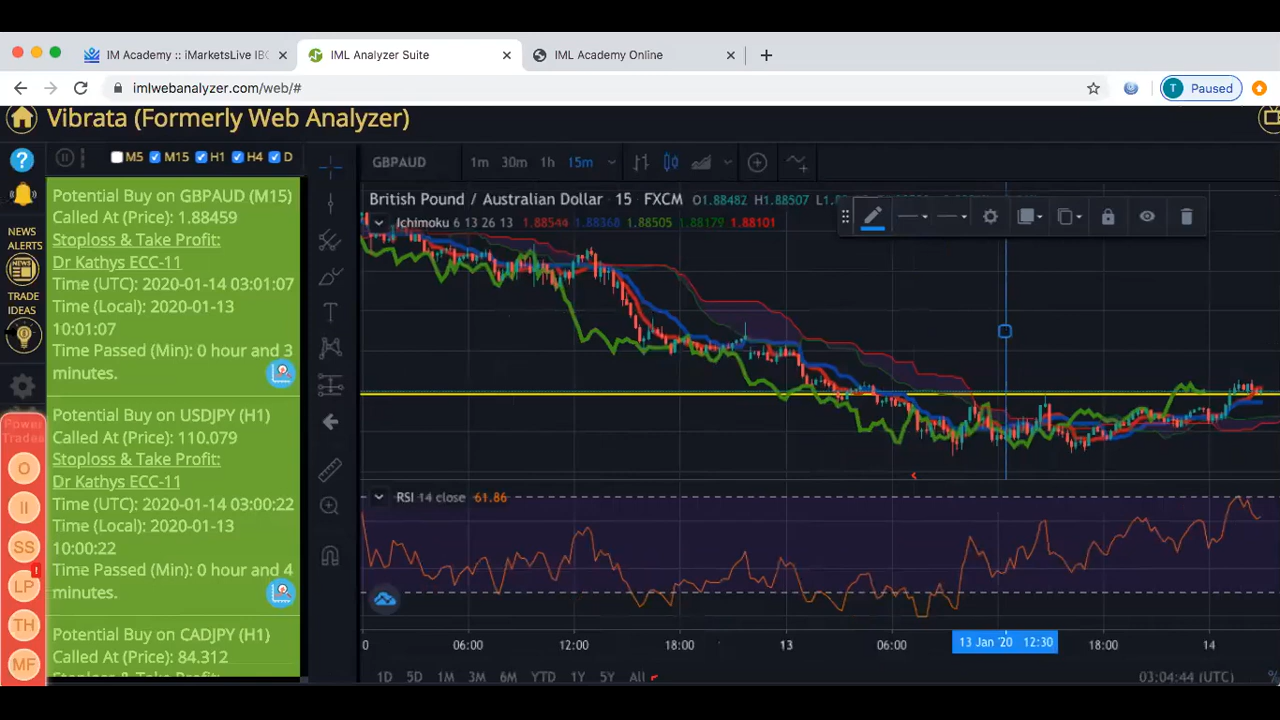 IM Academy :: iMarketsLive IBO
IML Analyzer Suite
IML Academy Online
imlwebanalyzer.com/web/#
T Paused
Vibrata (Formerly Web Analyzer)
M5 M15 H1 H4 D
NEWS
ALERTS
NEWS
TRADE
IDEAS
Power
Trades
O
II
SS
LP !
TH
MF
Potential Buy on GBPAUD (M15)
Called At (Price): 1.88459
Stoploss & Take Profit:
Dr Kathys ECC-11
Time (UTC): 2020-01-14 03:01:07
Time (Local): 2020-01-13
10:01:07
Time Passed (Min): 0 hour and 3
minutes.
Potential Buy on USDJPY (H1)
Called At (Price): 110.079
Stoploss & Take Profit:
Dr Kathys ECC-11
Time (UTC): 2020-01-14 03:00:22
Time (Local): 2020-01-13
10:00:22
Time Passed (Min): 0 hour and 4
minutes.
Potential Buy on CADJPY (H1)
Called At (Price): 84.312
Stoploss & Take Profit:
GBPAUD 1m 30m 1h 15m
British Pound / Australian Dollar · 15 · FXCM O1.88482 H1.88507
Ichimoku 6 13 26 13 1.88544 1.88368 1.88505 1.88179 1.88101
RSI 14 close 61.86
0 06:00 12:00 18:00 13 06:00 13 Jan '20 12:30 18:00 14
1D 5D 1M 3M 6M YTD 1Y 5Y All 03:04:44 (UTC) %